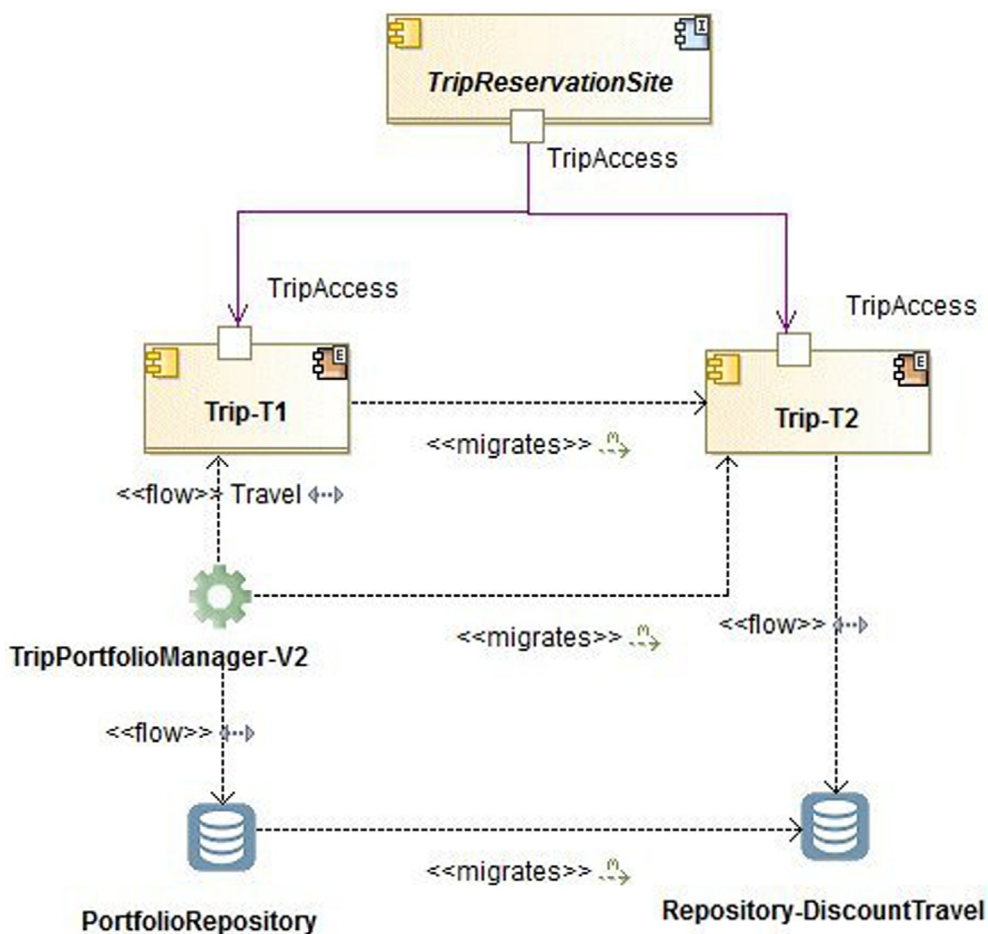 I
TripReservationSite
TripAccess
TripAccess
TripAccess
E
E
Trip-T1
Trip-T2
<<migrates>> m
<<flow>> Travel
<<flow>>
<<migrates>> m
TripPortfolioManager-V2
<<flow>>
<<migrates>> m
Repository-DiscountTravel
PortfolioRepository